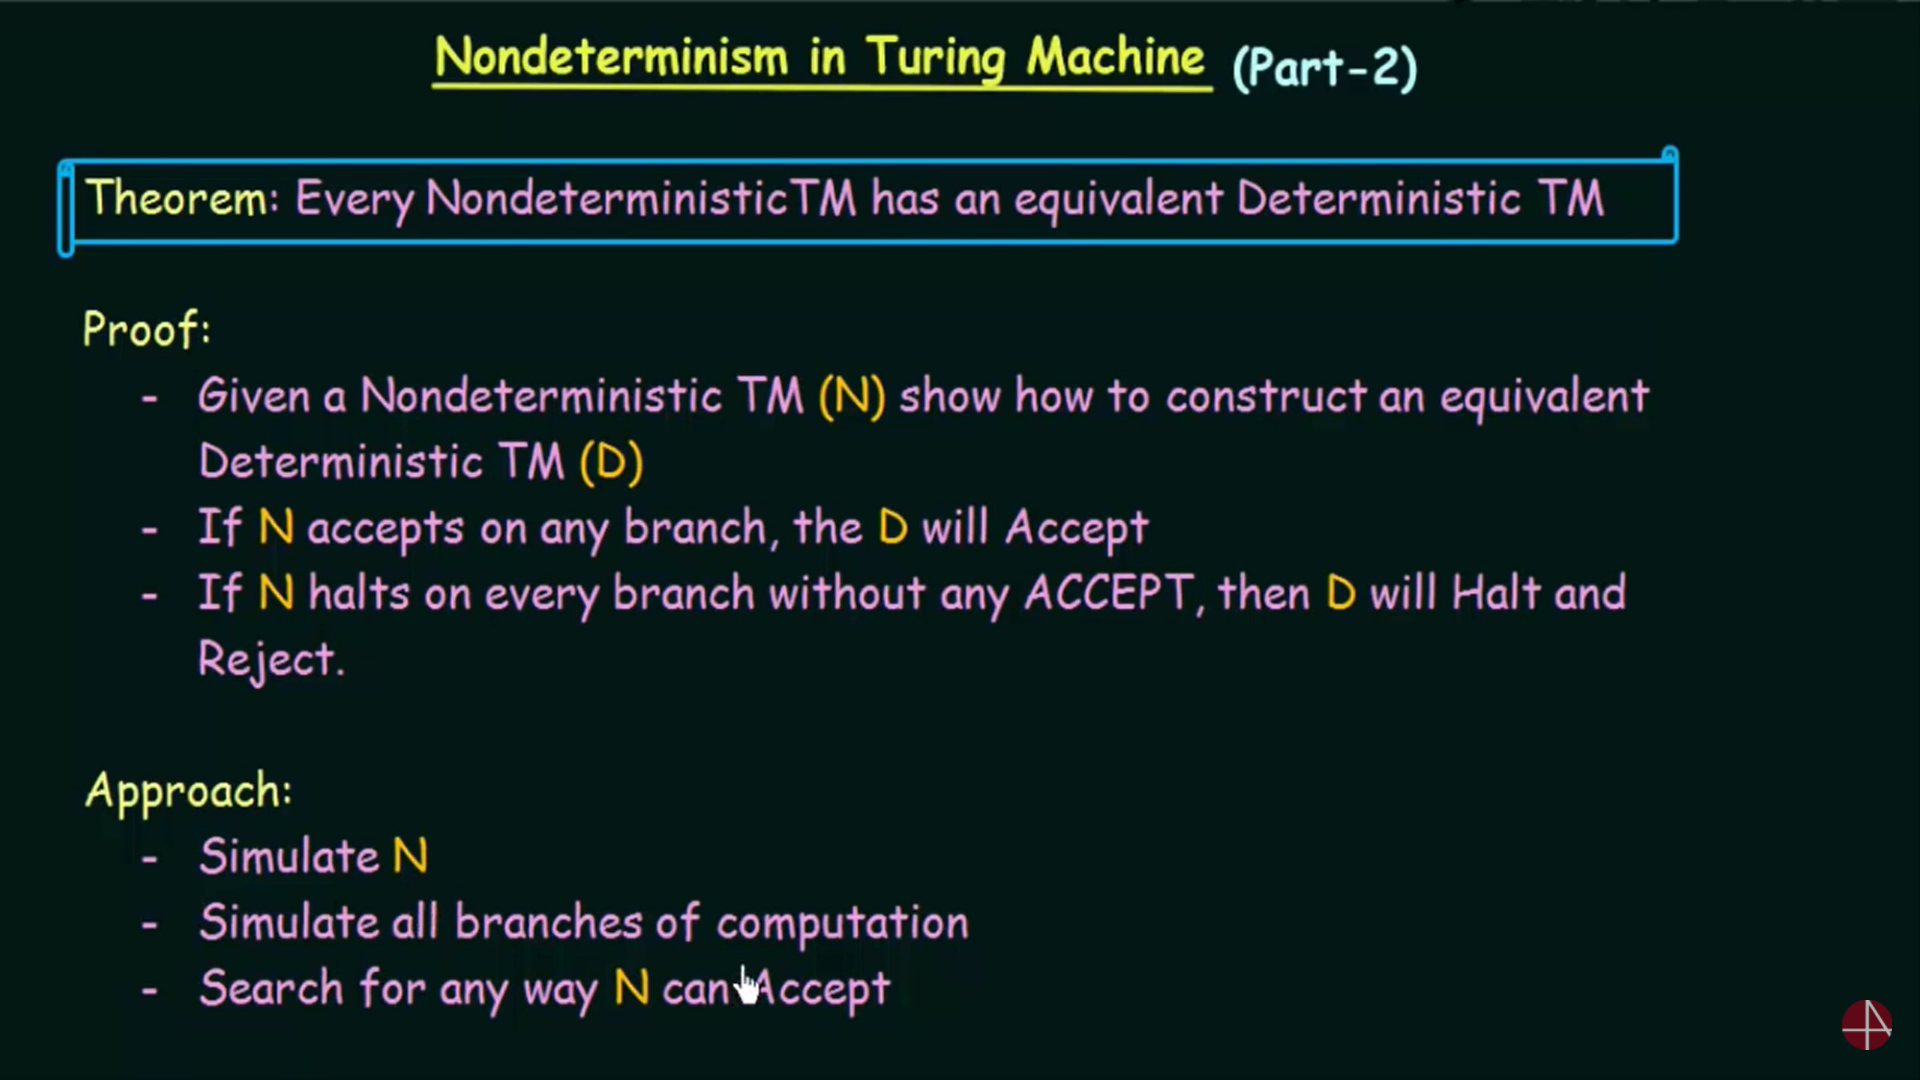 Nondeterminism in Turing Machine (Part-2)
Theorem: Every NondeterministicTM has an equivalent Deterministic TM
Proof:
- Given a Nondeterministic TM (N) show how to construct an equivalent
Deterministic TM (D)
- If N accepts on any branch, the D will Accept
- If N halts on every branch without any ACCEPT, then D will Halt and
Reject.
Approach:
- Simulate N
- Simulate all branches of computation
- Search for any way N can Accept